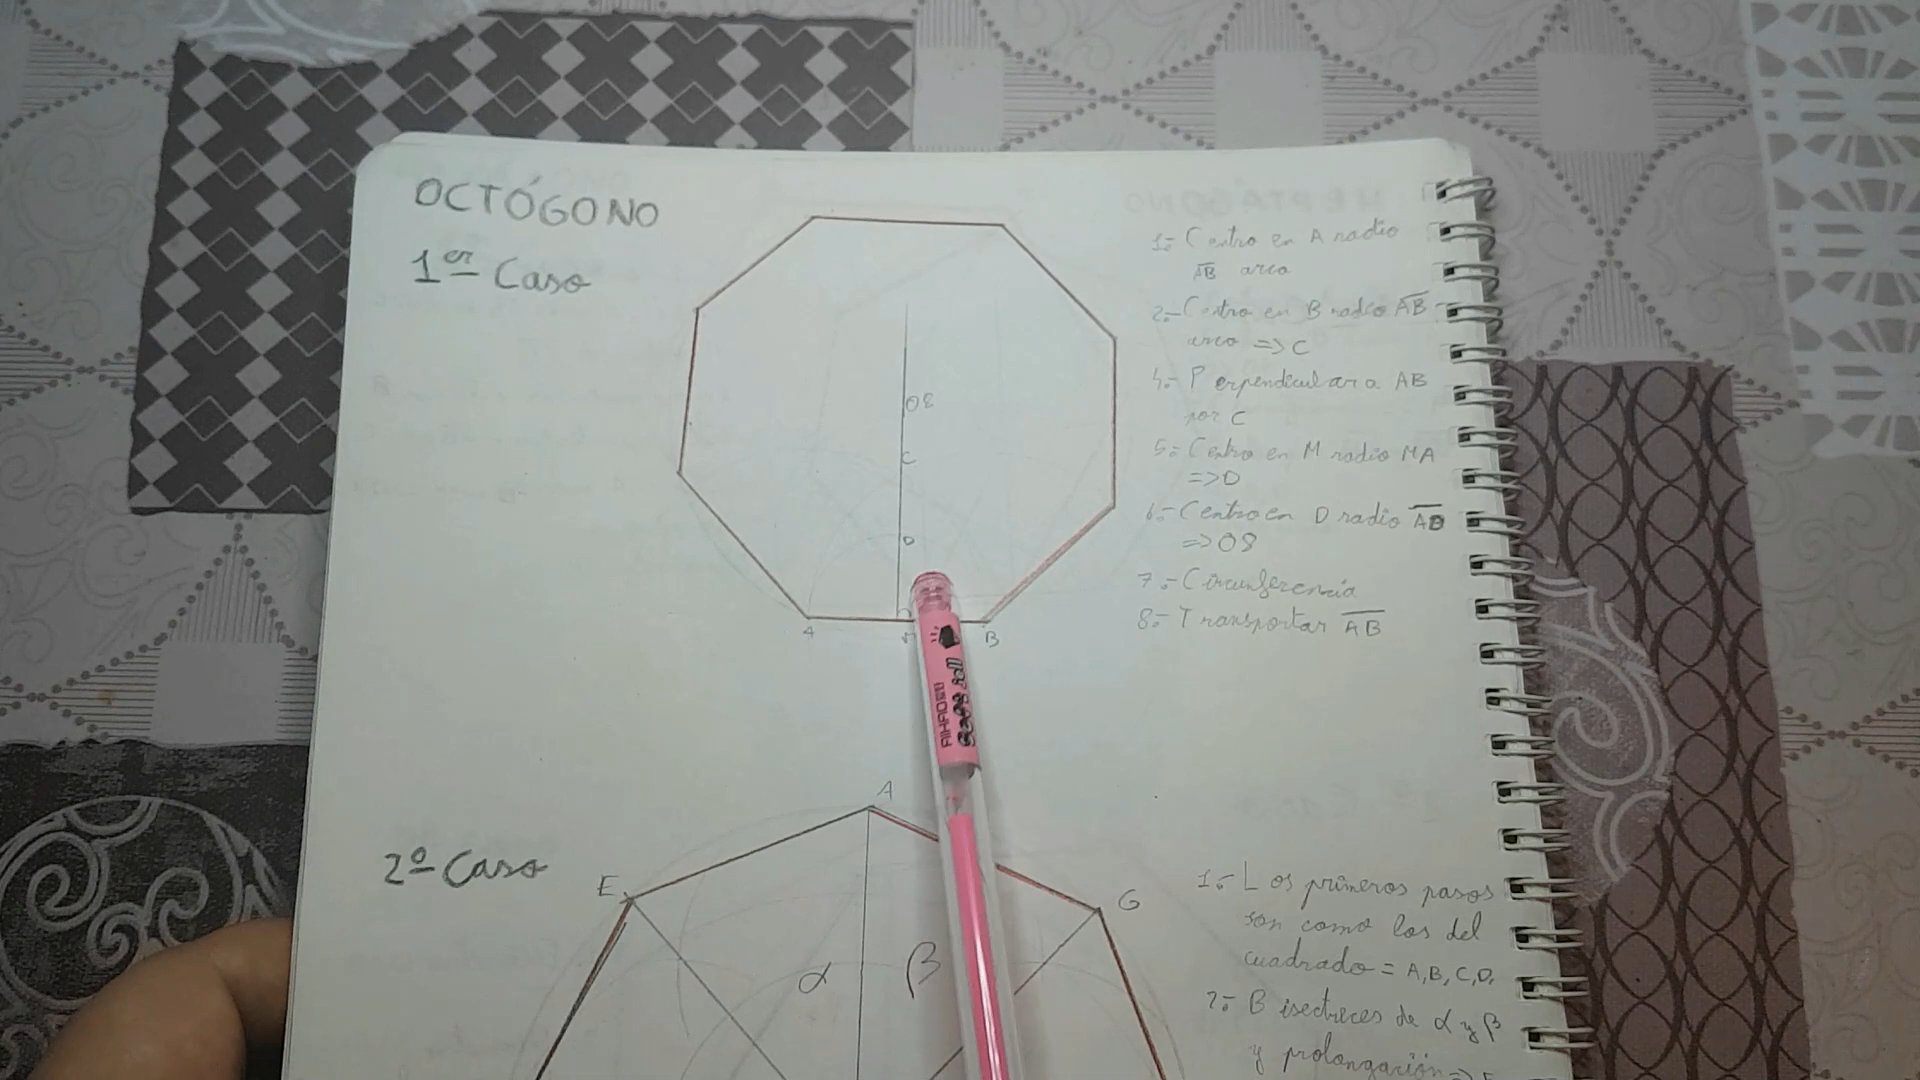 OCTÓGONO
1er Caso
1.- Centro en A radio
AB arco
2.- Centro en B radio AB
arco => C
4.- Perpendicular a AB
por C
5.- Centro en M radio MA
=> D
6.- Centro en D radio AD
=> O8
7.- Circunferencia
8.- Transportar AB
O8
C
D
A
B
2º Caso
A
E
G
α
β
1.- Los primeros pasos
son como los del
cuadrado = A, B, C, D.
2.- Bisectrices de α y β
y prolongación =>